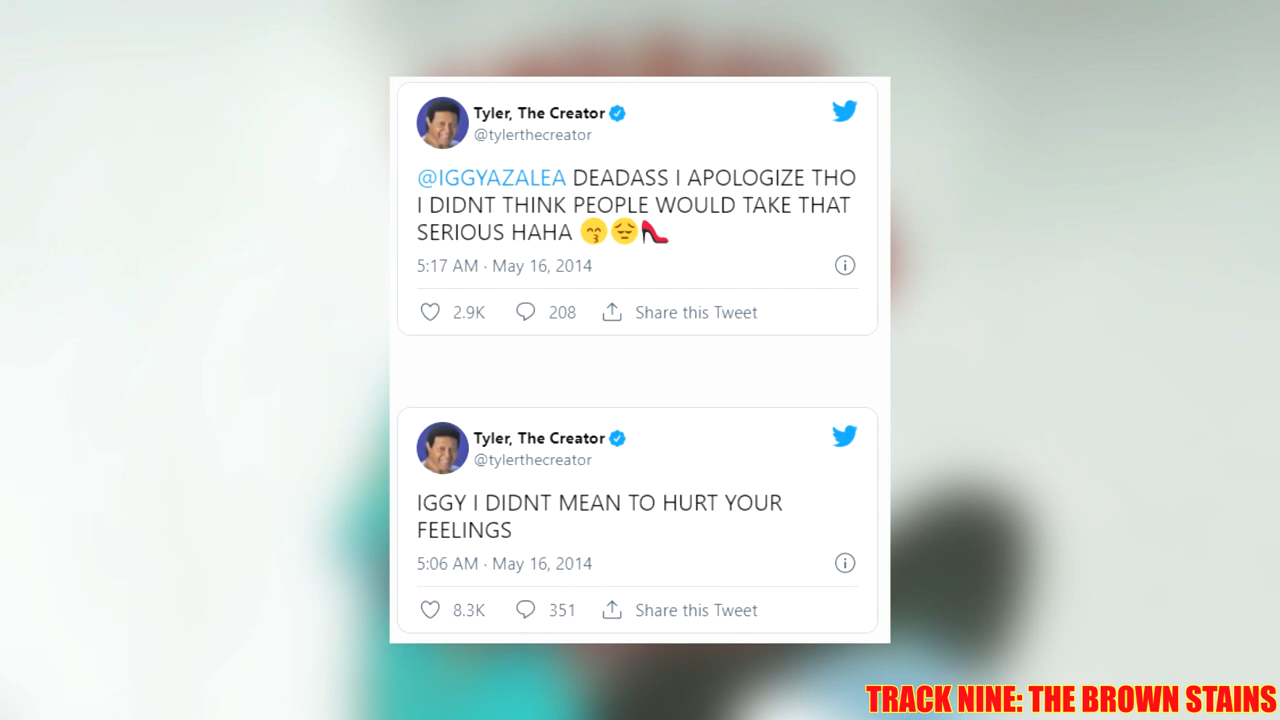 Tyler, The Creator
@tylerthecreator
@IGGYAZALEA DEADASS I APOLOGIZE THO
I DIDNT THINK PEOPLE WOULD TAKE THAT
SERIOUS HAHA 😙😔👠
5:17 AM · May 16, 2014
2.9K 208 Share this Tweet
Tyler, The Creator
@tylerthecreator
IGGY I DIDNT MEAN TO HURT YOUR
FEELINGS
5:06 AM · May 16, 2014
8.3K 351 Share this Tweet
TRACK NINE: THE BROWN STAINS